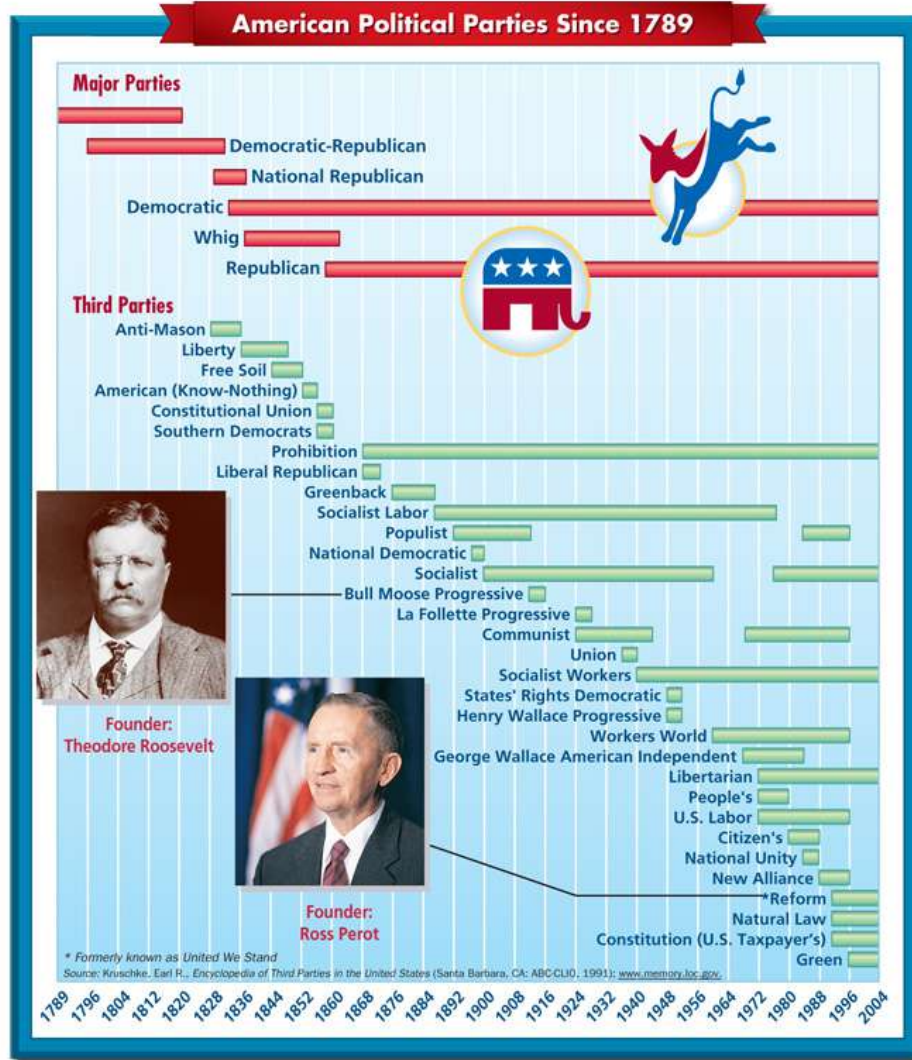 American Political Parties Since 1789
Major Parties
Democratic-Republican
National Republican
Democratic
Whig
Republican
Third Parties
Anti-Mason
Liberty
Free Soil
American (Know-Nothing)
Constitutional Union
Southern Democrats
Prohibition
Liberal Republican
Greenback
Socialist Labor
Populist
National Democratic
Socialist
Bull Moose Progressive
La Follette Progressive
Communist
Union
Socialist Workers
States' Rights Democratic
Henry Wallace Progressive
Workers World
George Wallace American Independent
Libertarian
People's
U.S. Labor
Citizen's
National Unity
New Alliance
*Reform
Natural Law
Constitution (U.S. Taxpayer's)
Green
Founder:
Theodore Roosevelt
Founder:
Ross Perot
* Formerly known as United We Stand
Source: Kruschke, Earl R., Encyclopedia of Third Parties in the United States (Santa Barbara, CA: ABC-CLIO, 1991); www.memory.loc.gov.
1789 1796 1804 1812 1820 1828 1836 1844 1852 1860 1868 1876 1884 1892 1900 1908 1916 1924 1932 1940 1948 1956 1964 1972 1980 1988 1996 2004